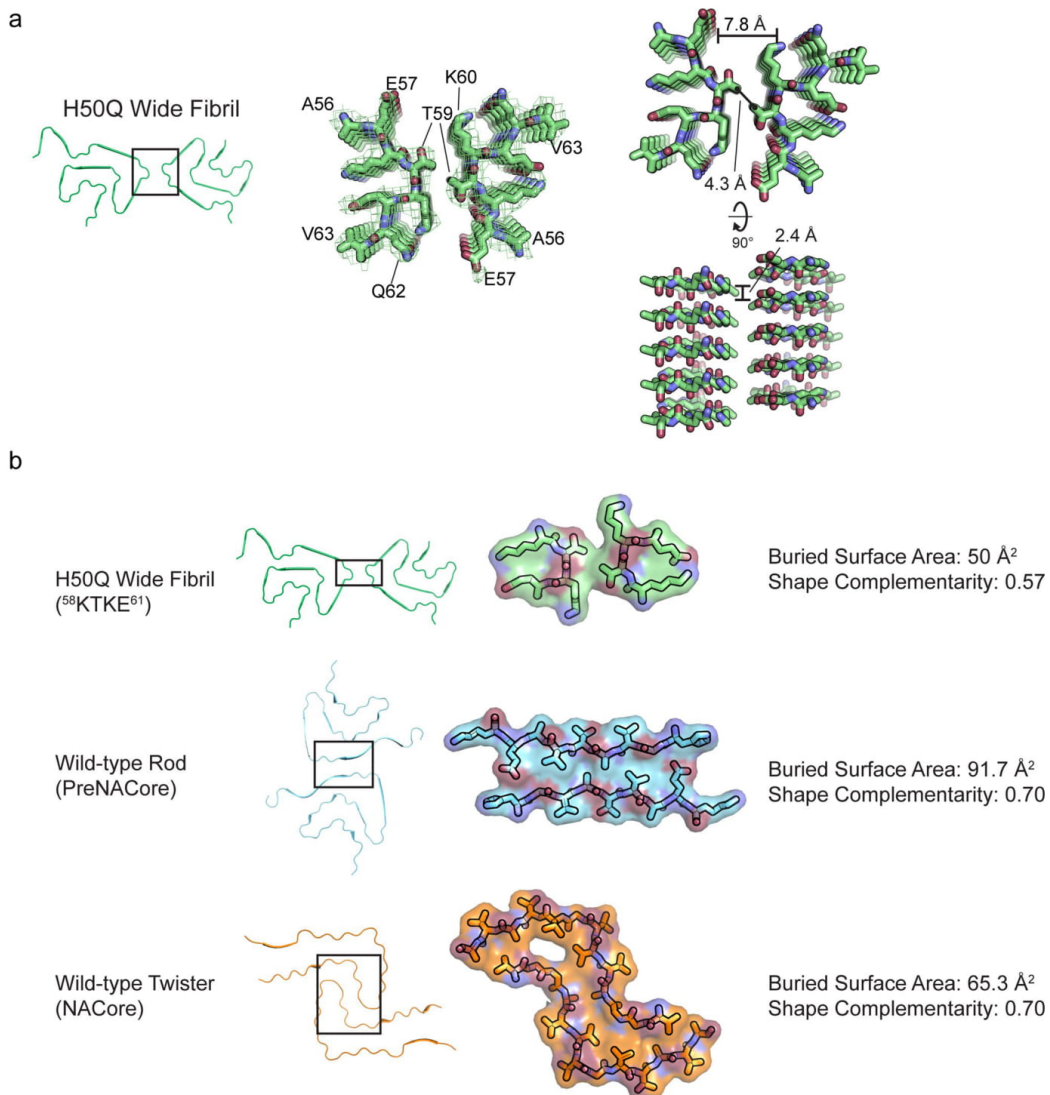 a
H50Q Wide Fibril
A56
E57
K60
T59
V63
V63
Q62
A56
E57
7.8 Å
4.3 Å
90°
2.4 Å
b
H50Q Wide Fibril
(⁵⁸KTKE⁶¹)
Buried Surface Area: 50 Å²
Shape Complementarity: 0.57
Wild-type Rod
(PreNACore)
Buried Surface Area: 91.7 Å²
Shape Complementarity: 0.70
Wild-type Twister
(NACore)
Buried Surface Area: 65.3 Å²
Shape Complementarity: 0.70